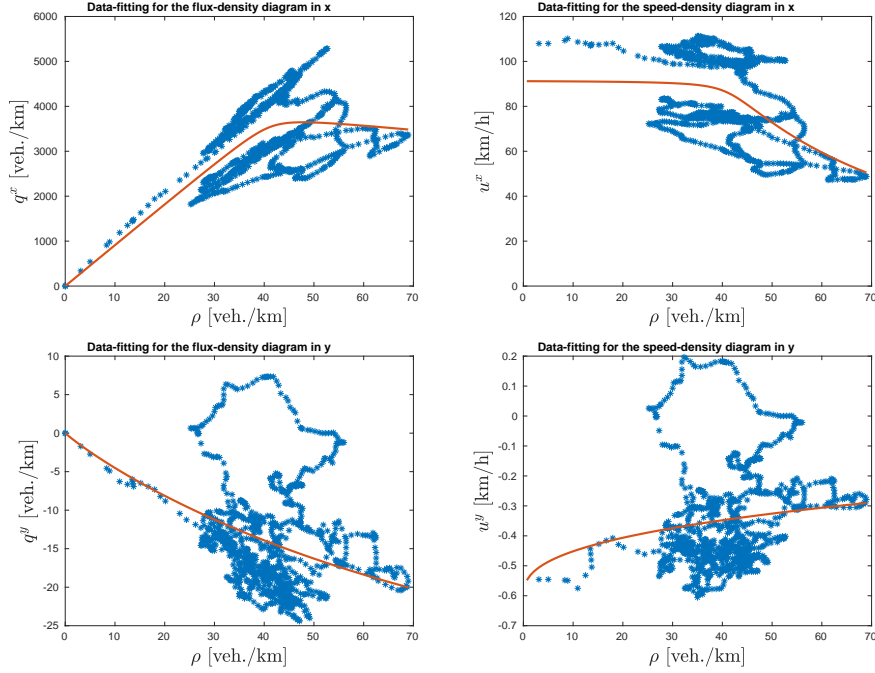 Data-fitting for the flux-density diagram in x
6000
5000
4000
3000
2000
1000
0
q^x [veh./km]
0 10 20 30 40 50 60 70
ρ [veh./km]
Data-fitting for the speed-density diagram in x
120
100
80
60
40
20
0
u^x [km/h]
0 10 20 30 40 50 60 70
ρ [veh./km]
Data-fitting for the flux-density diagram in y
10
5
0
-5
-10
-15
-20
-25
q^y [veh./km]
0 10 20 30 40 50 60 70
ρ [veh./km]
Data-fitting for the speed-density diagram in y
0.2
0.1
0
-0.1
-0.2
-0.3
-0.4
-0.5
-0.6
-0.7
u^y [km/h]
0 10 20 30 40 50 60 70
ρ [veh./km]